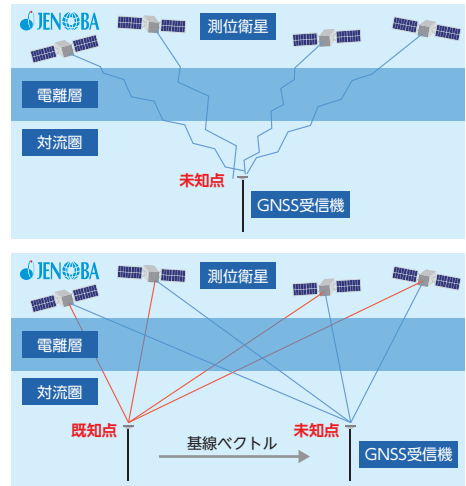 JENOBA
測位衛星
電離層
対流圏
未知点
GNSS受信機
JENOBA
測位衛星
電離層
対流圏
既知点
基線ベクトル
未知点
GNSS受信機